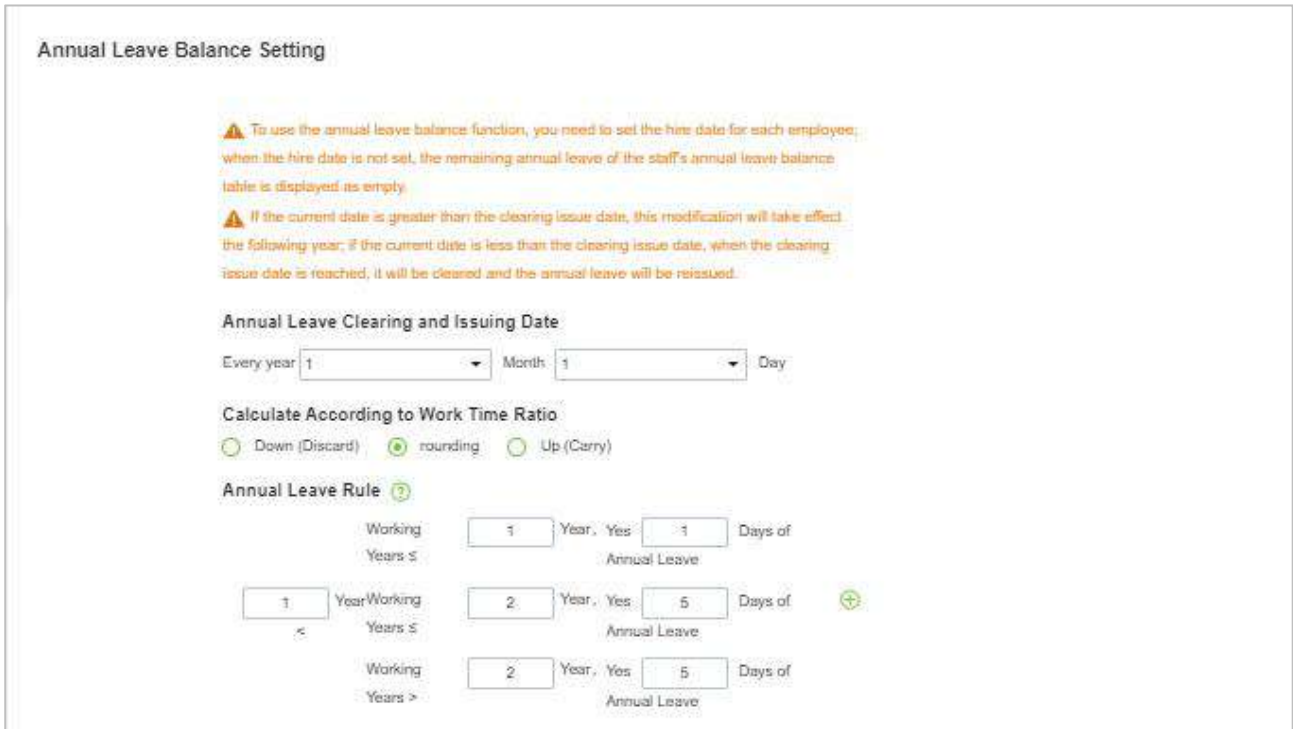 Annual Leave Balance Setting
To use the annual leave balance function, you need to set the hire date for each employee;
when the hire date is not set, the remaining annual leave of the staff's annual leave balance
table is displayed as empty.
If the current date is greater than the clearing issue date, this modification will take effect
the following year; if the current date is less than the clearing issue date, when the clearing
issue date is reached, it will be cleared and the annual leave will be reissued.
Annual Leave Clearing and Issuing Date
Every year 1 Month 1 Day
Calculate According to Work Time Ratio
Down (Discard) rounding Up (Carry)
Annual Leave Rule ?
Working 1 Year, Yes 1 Days of
Years ≤ Annual Leave
1 Year Working 2 Year, Yes 5 Days of
< Years ≤ Annual Leave
Working 2 Year, Yes 5 Days of
Years > Annual Leave